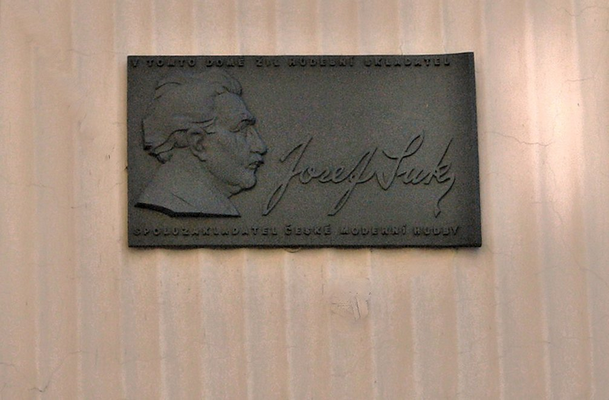 V TOMTO DOMĚ ŽIL HUDEBNÍ SKLADATEL
Josef Suk
SPOLUZAKLADATEL ČESKÉ MODERNÍ HUDBY